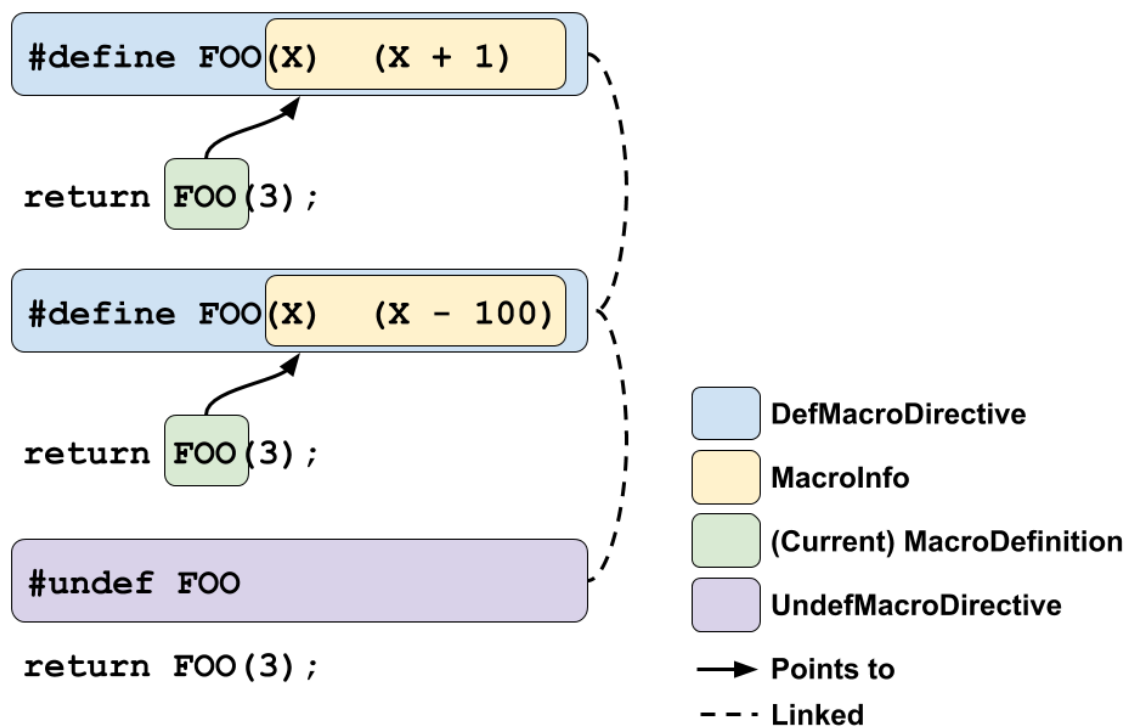 #define FOO(X)  (X + 1)
return FOO(3);
#define FOO(X)  (X - 100)
return FOO(3);
#undef FOO
return FOO(3);
DefMacroDirective
MacroInfo
(Current) MacroDefinition
UndefMacroDirective
Points to
Linked